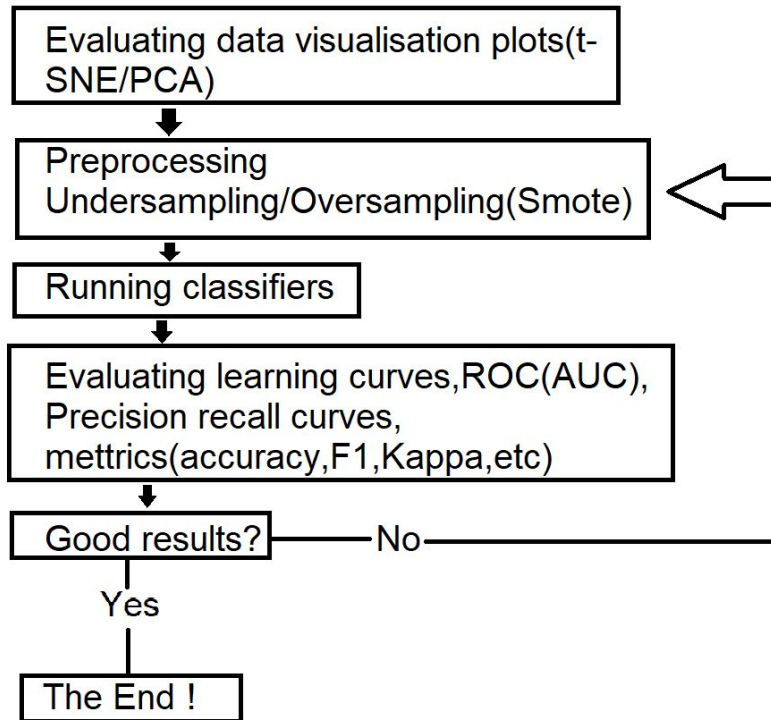 Evaluating data visualisation plots(t-
SNE/PCA)
Preprocessing
Undersampling/Oversampling(Smote)
Running classifiers
Evaluating learning curves,ROC(AUC),
Precision recall curves,
mettrics(accuracy,F1,Kappa,etc)
Good results?
No
Yes
The End !